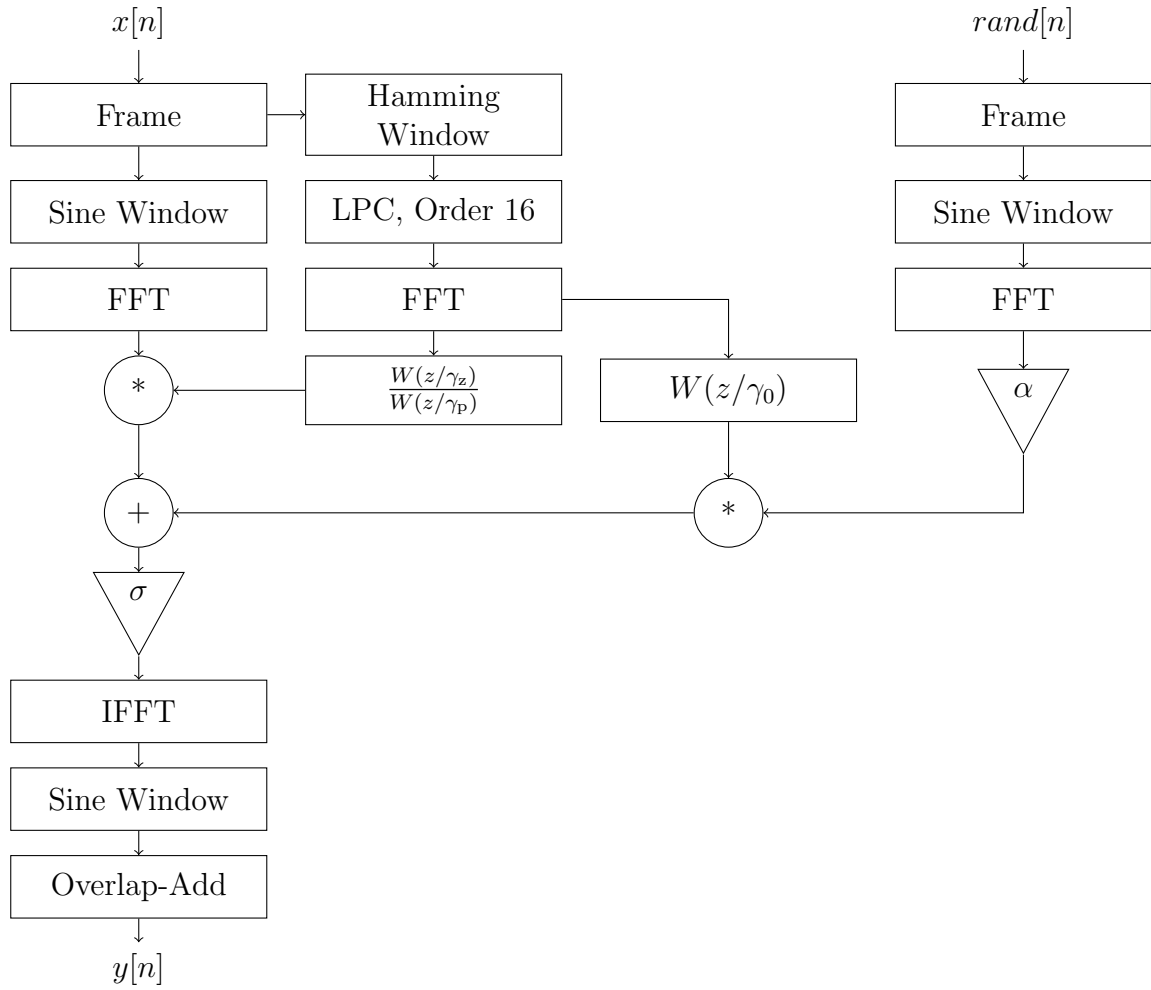 x[n]
rand[n]
Frame
Hamming
Window
Frame
Sine Window
LPC, Order 16
Sine Window
FFT
FFT
FFT
*
W(z/γz)
W(z/γp)
W(z/γ0)
α
+
*
σ
IFFT
Sine Window
Overlap-Add
y[n]